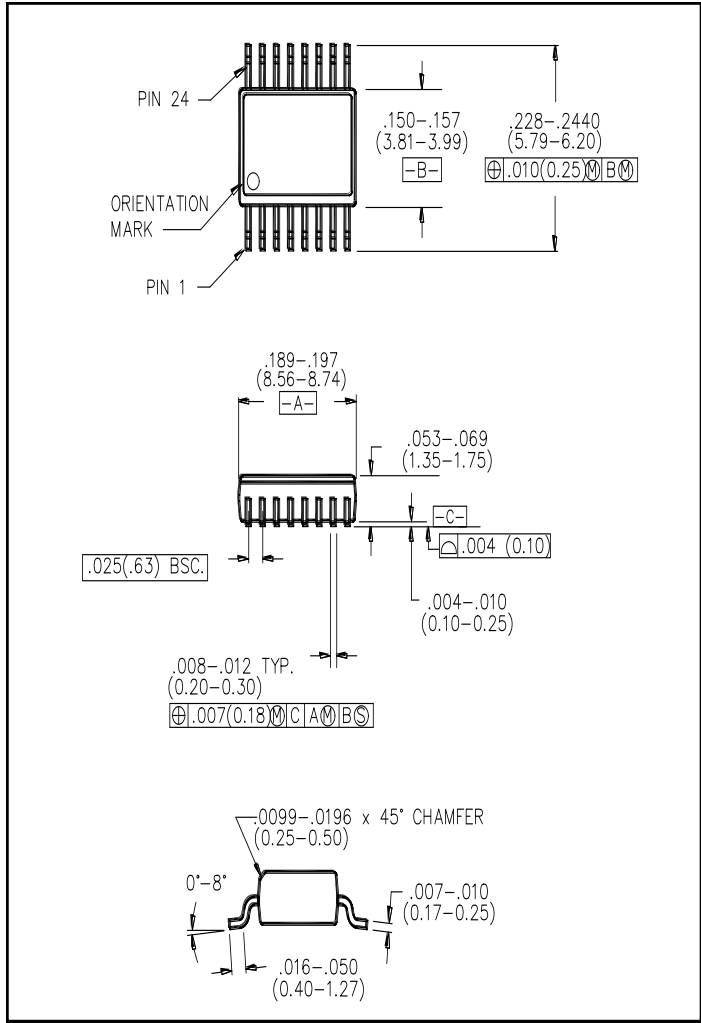 PIN 24
.150–.157
(3.81–3.99)
–B–
.228–.2440
(5.79–6.20)
⌖ .010(0.25)Ⓜ B Ⓜ
ORIENTATION
MARK
PIN 1
.189–.197
(8.56–8.74)
–A–
.053–.069
(1.35–1.75)
–C–
.004 (0.10)
.025(.63) BSC.
.004–.010
(0.10–0.25)
.008–.012 TYP.
(0.20–0.30)
⌖ .007(0.18)Ⓜ C A Ⓜ B Ⓢ
.0099–.0196 x 45° CHAMFER
(0.25–0.50)
0°–8°
.007–.010
(0.17–0.25)
.016–.050
(0.40–1.27)